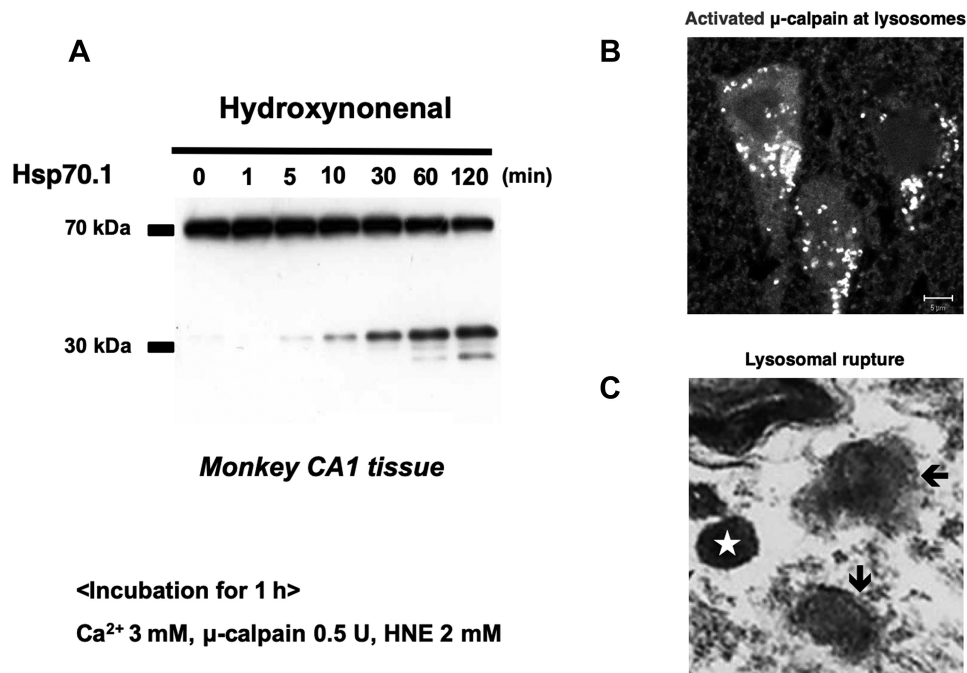 A
Hydroxynonenal
Hsp70.1 0 1 5 10 30 60 120 (min)
70 kDa
30 kDa
Monkey CA1 tissue
<Incubation for 1 h>
Ca²⁺ 3 mM, µ-calpain 0.5 U, HNE 2 mM
Activated µ-calpain at lysosomes
B
5 µm
Lysosomal rupture
C